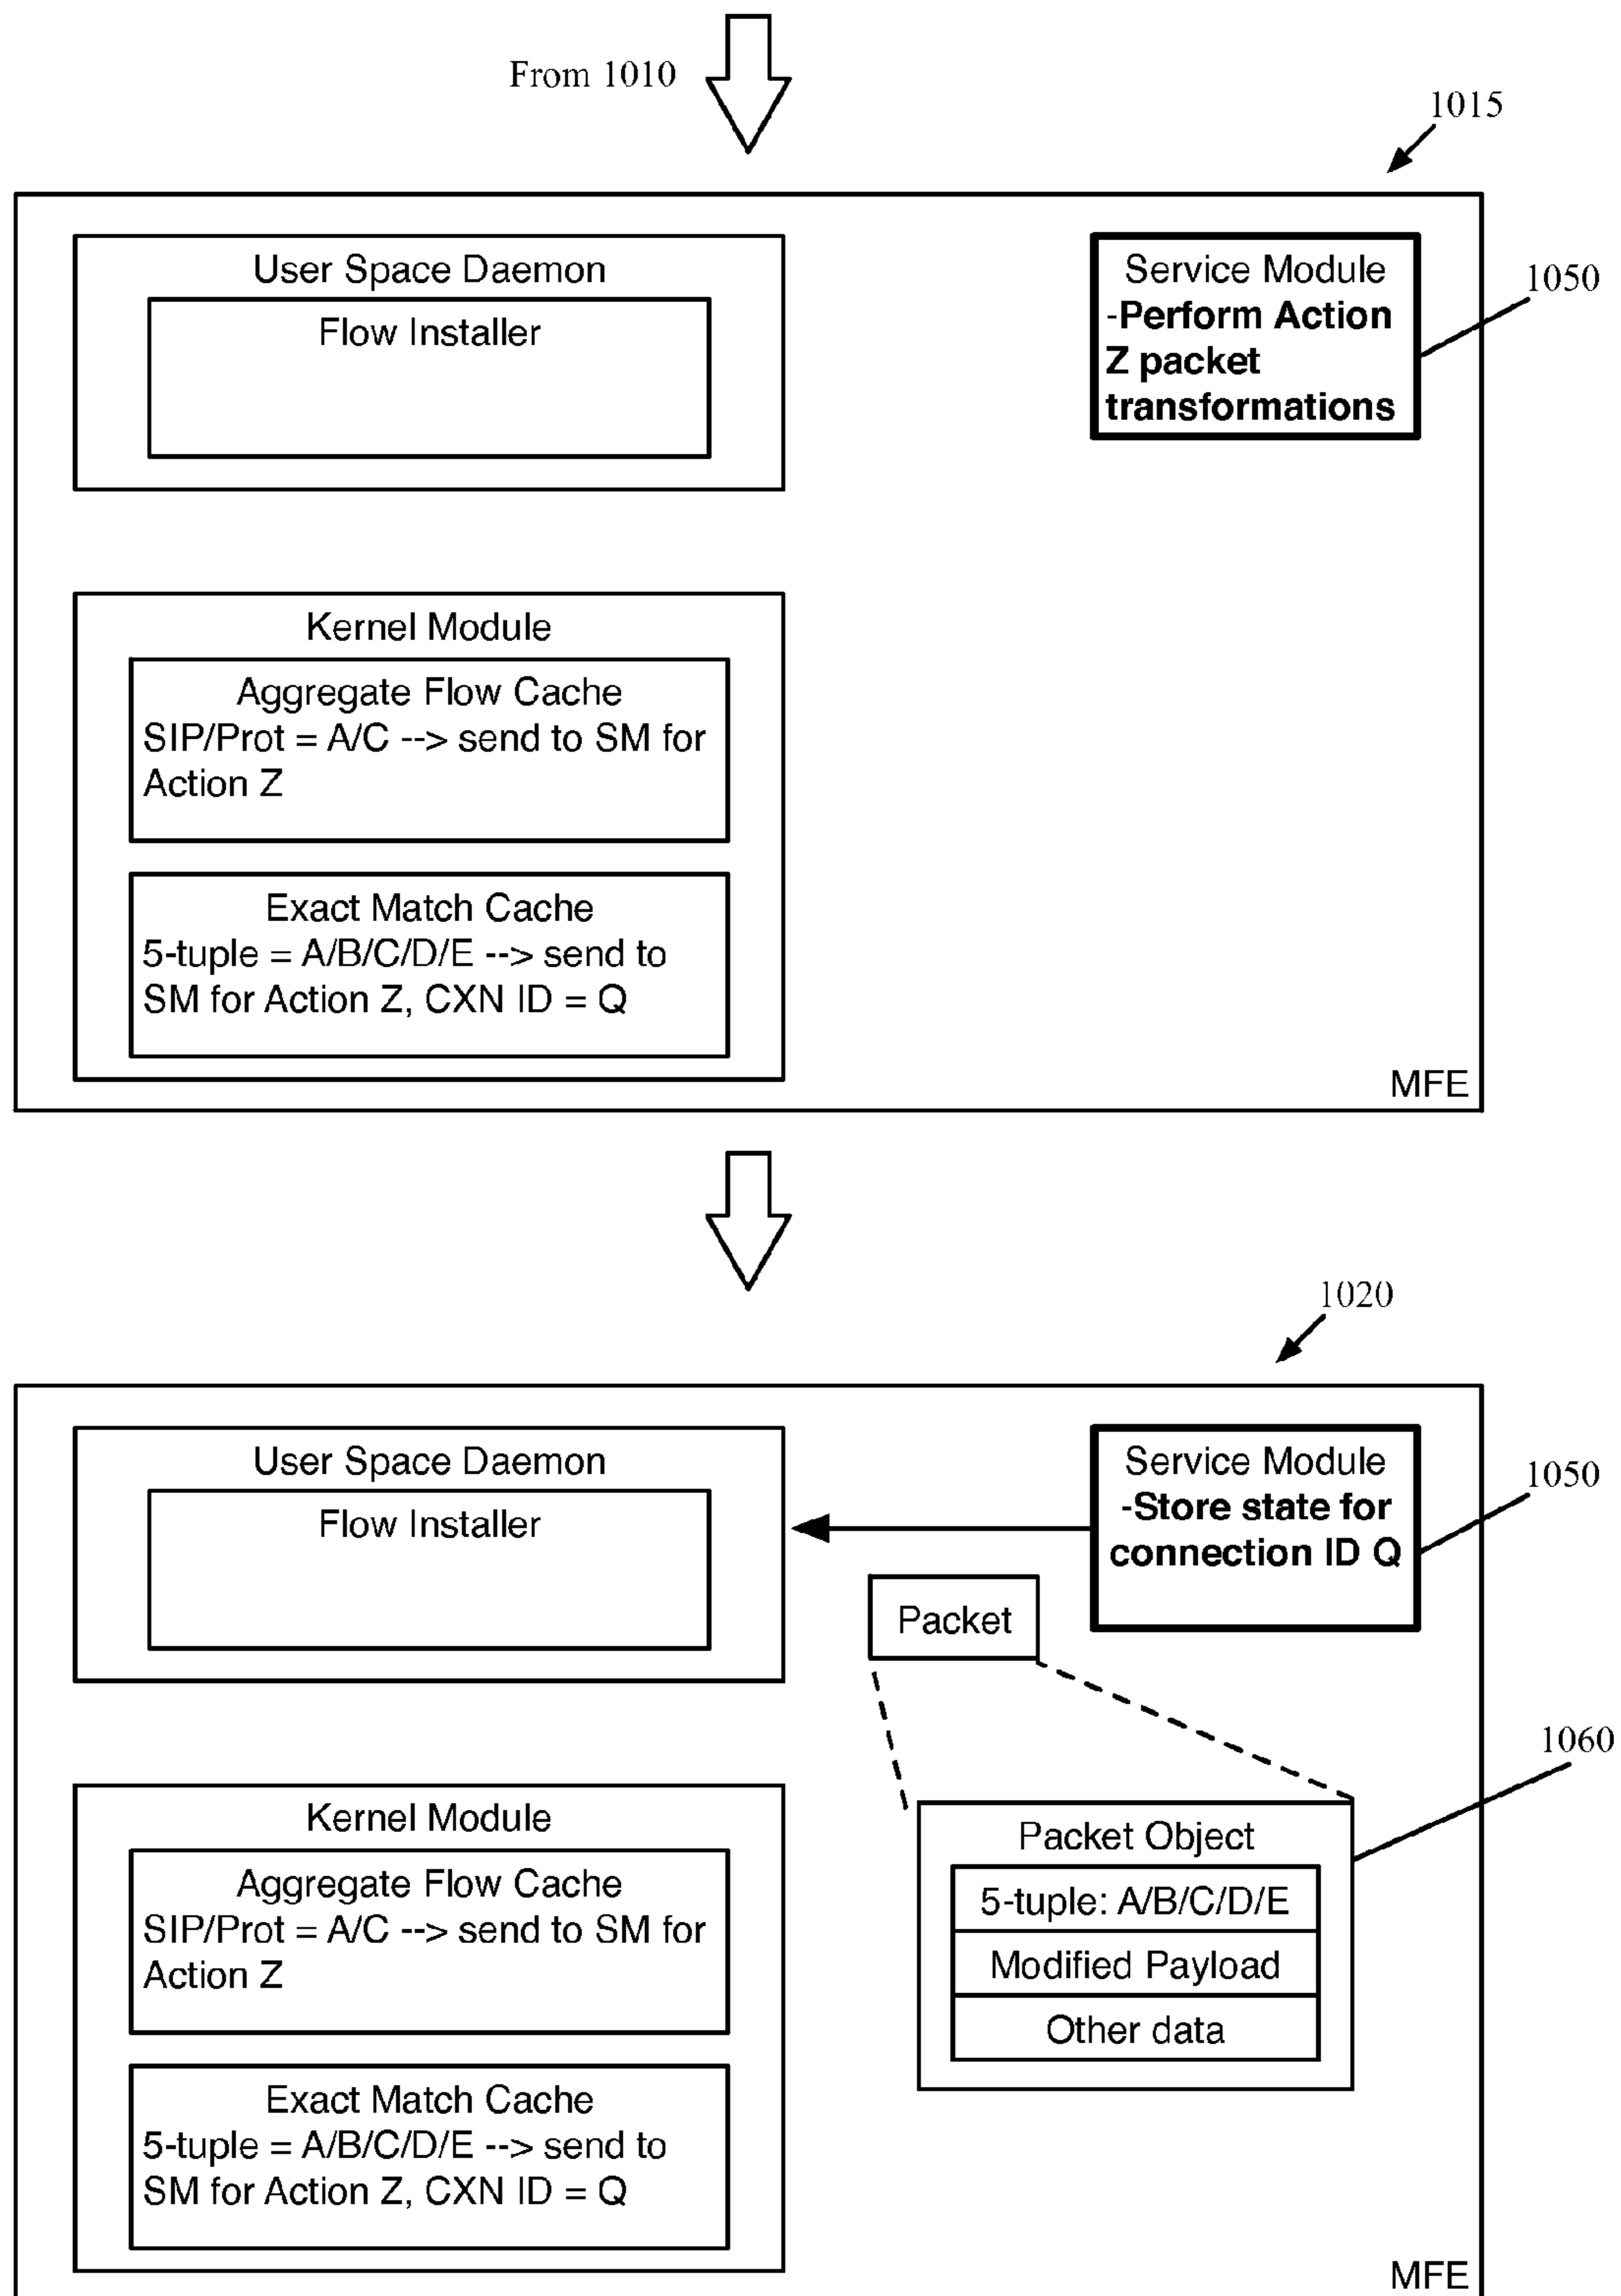 From 1010
1015
User Space Daemon
Flow Installer
Service Module
-Perform Action
Z packet
transformations
1050
Kernel Module
Aggregate Flow Cache
SIP/Prot = A/C --> send to SM for
Action Z
Exact Match Cache
5-tuple = A/B/C/D/E --> send to
SM for Action Z, CXN ID = Q
MFE
1020
User Space Daemon
Flow Installer
Service Module
-Store state for
connection ID Q
1050
Packet
1060
Packet Object
5-tuple: A/B/C/D/E
Modified Payload
Other data
Kernel Module
Aggregate Flow Cache
SIP/Prot = A/C --> send to SM for
Action Z
Exact Match Cache
5-tuple = A/B/C/D/E --> send to
SM for Action Z, CXN ID = Q
MFE